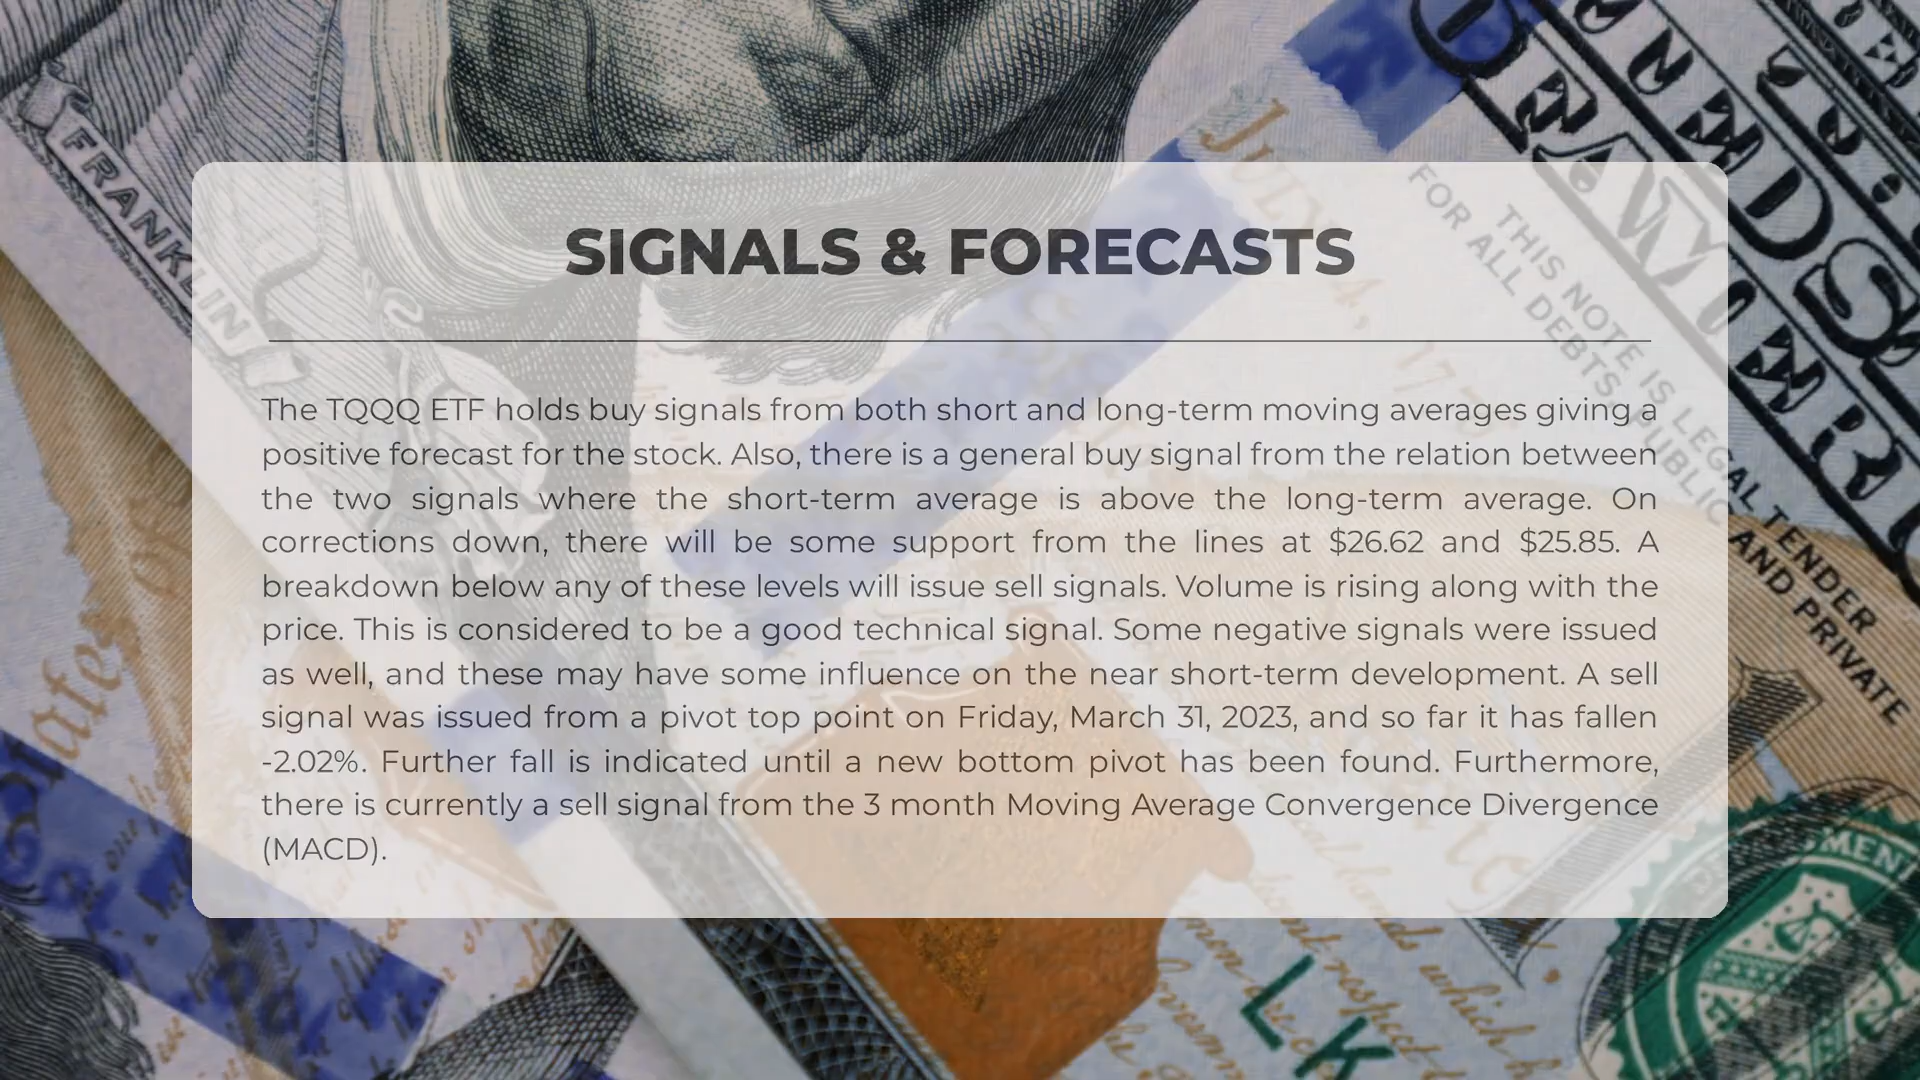 FRANKLIN
JULY 4, 177
THIS NOTE IS LEGAL TENDER
FOR ALL DEBTS, PUBLIC AND PRIVATE
SIGNALS & FORECASTS
The TQQQ ETF holds buy signals from both short and long-term moving averages giving a
positive forecast for the stock. Also, there is a general buy signal from the relation between
the two signals where the short-term average is above the long-term average. On
corrections down, there will be some support from the lines at $26.62 and $25.85. A
breakdown below any of these levels will issue sell signals. Volume is rising along with the
price. This is considered to be a good technical signal. Some negative signals were issued
as well, and these may have some influence on the near short-term development. A sell
signal was issued from a pivot top point on Friday, March 31, 2023, and so far it has fallen
-2.02%. Further fall is indicated until a new bottom pivot has been found. Furthermore,
there is currently a sell signal from the 3 month Moving Average Convergence Divergence
(MACD).
LK